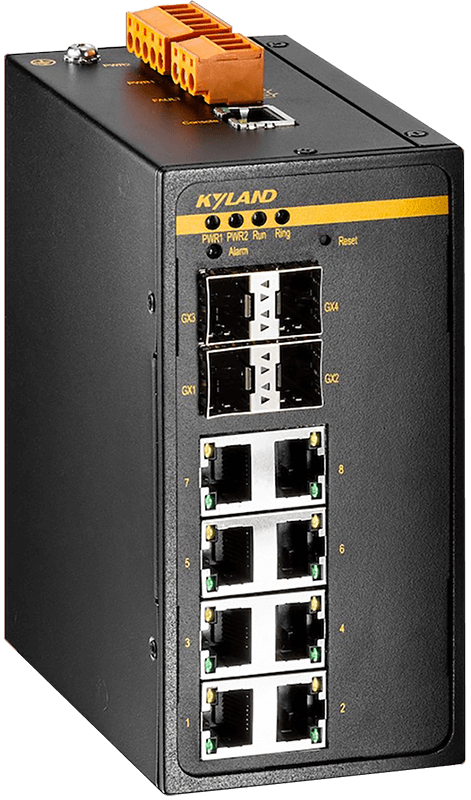 PWR2
PWR1
FAULT
Console
KYLAND
PWR1 PWR2 Run Ring
Alarm Reset
GX3 GX4
GX1 GX2
7 8
5 6
3 4
1 2